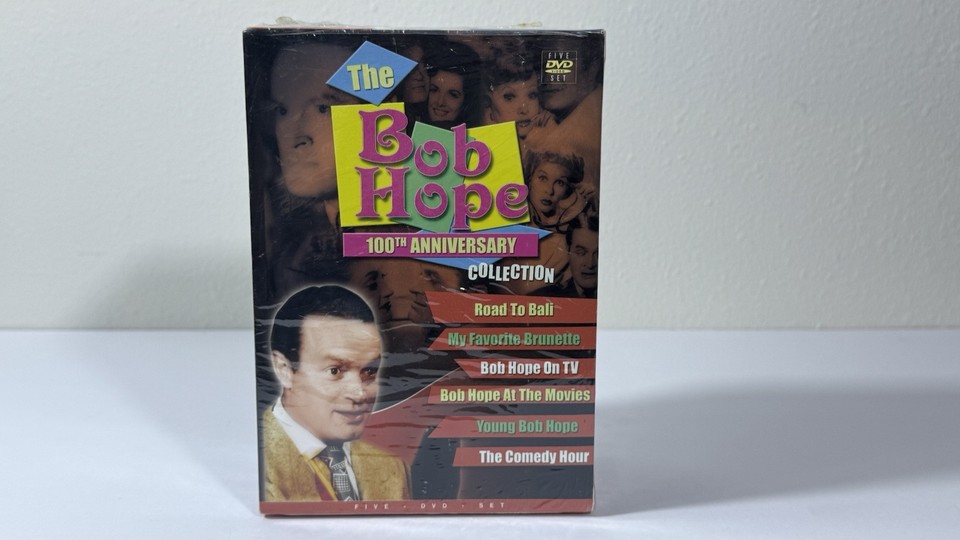 The
FIVE
DVD
VIDEO
SET
Bob
Hope
100TH ANNIVERSARY
COLLECTION
Road To Bali
My Favorite Brunette
Bob Hope On TV
Bob Hope At The Movies
Young Bob Hope
The Comedy Hour
FIVE - DVD - SET